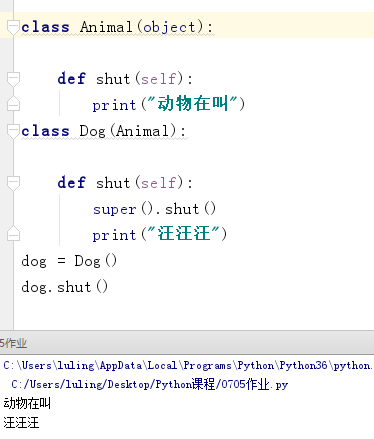 class Animal(object):
def shut(self):
print("动物在叫")
class Dog(Animal):
def shut(self):
super().shut()
print("汪汪汪")
dog = Dog()
dog.shut()
5作业
C:\Users\luling\AppData\Local\Programs\Python\Python36\python.
C:/Users/luling/Desktop/Python课程/0705作业.py
动物在叫
汪汪汪